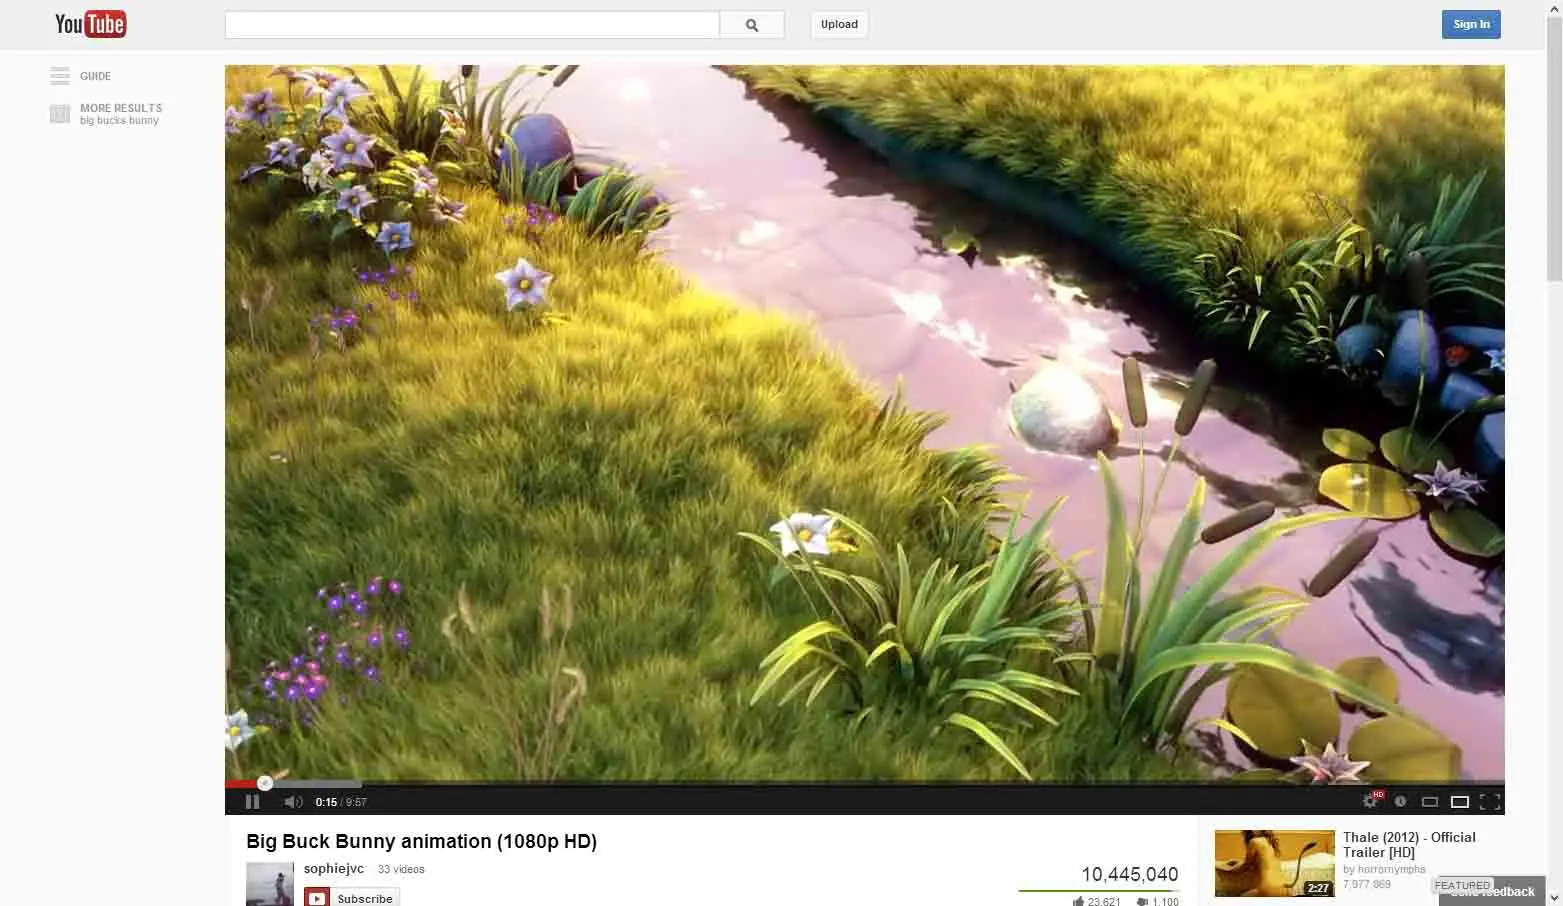 YouTube
Upload
Sign In
GUIDE
MORE RESULTS
big bucks bunny
HD
0:15 / 9:57
Big Buck Bunny animation (1080p HD)
sophiejvc 33 videos
Subscribe
10,445,040
23,621 1,100
2:27
Thale (2012) - Official
Trailer [HD]
by horrornymphs
7,977,869
FEATURED
feedback